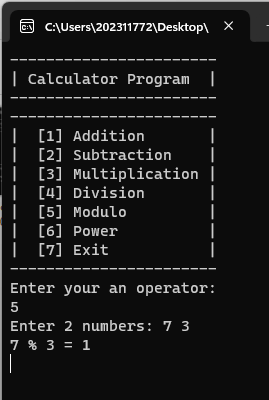 C:\Users\202311772\Desktop\
-----------------------
| Calculator Program  |
-----------------------
-----------------------
|  [1] Addition       |
|  [2] Subtraction    |
|  [3] Multiplication |
|  [4] Division       |
|  [5] Modulo         |
|  [6] Power          |
|  [7] Exit           |
-----------------------
Enter your an operator:
5
Enter 2 numbers: 7 3
7 % 3 = 1